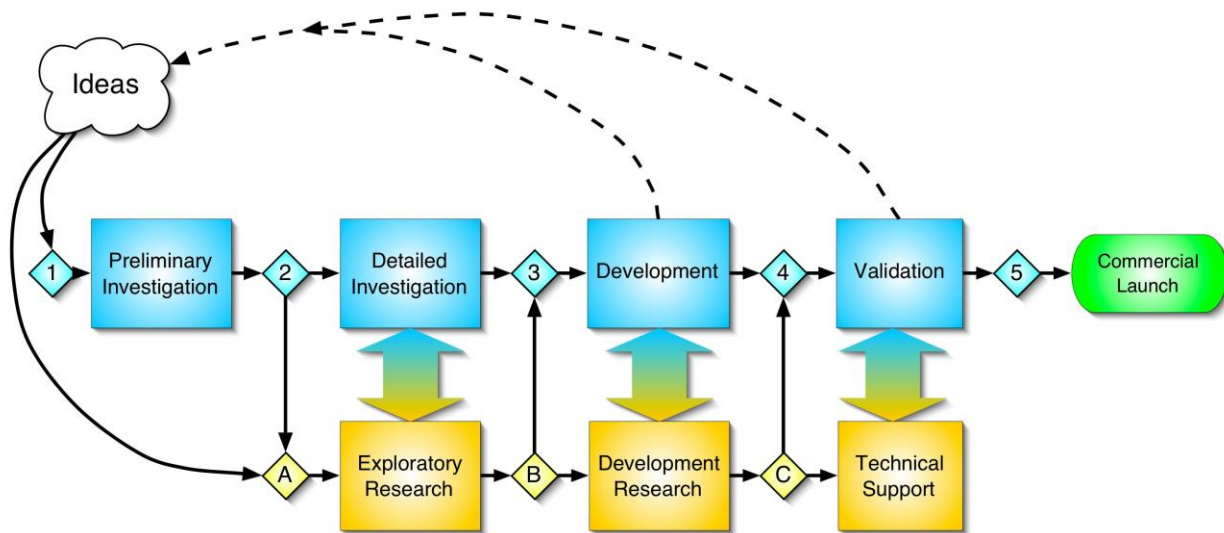 Ideas
1
Preliminary
Investigation
2
Detailed
Investigation
3
Development
4
Validation
5
Commercial
Launch
A
Exploratory
Research
B
Development
Research
C
Technical
Support